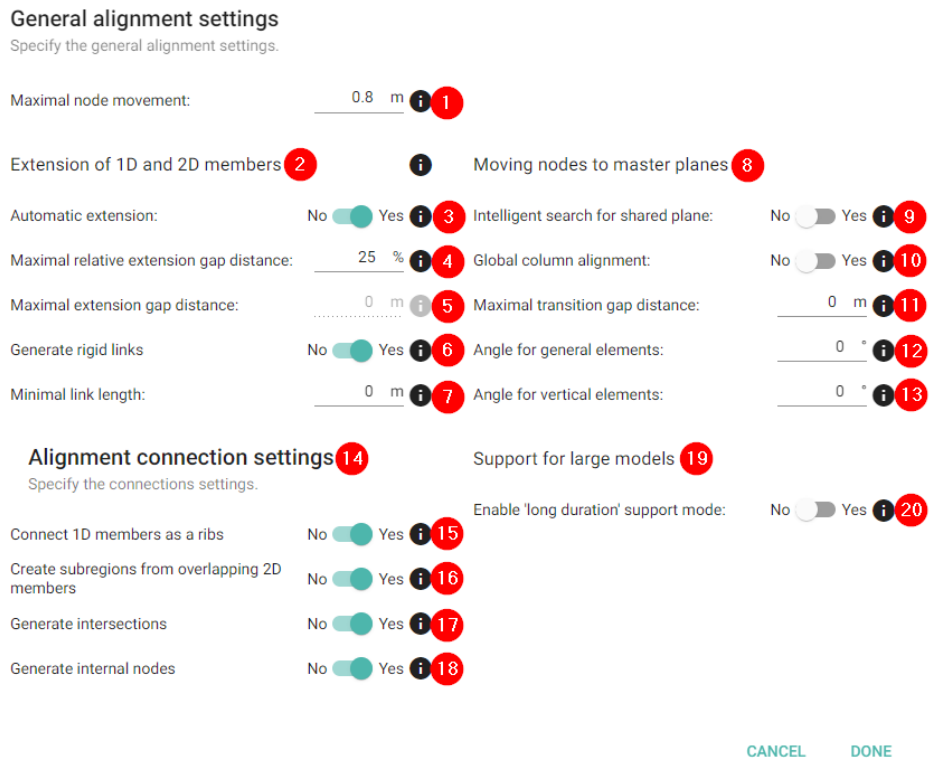 General alignment settings
Specify the general alignment settings.
Maximal node movement: 0.8 m i 1
Extension of 1D and 2D members 2 i
Automatic extension: No Yes i 3
Maximal relative extension gap distance: 25 % i 4
Maximal extension gap distance: 0 m i 5
Generate rigid links No Yes i 6
Minimal link length: 0 m i 7
Moving nodes to master planes 8
Intelligent search for shared plane: No Yes i 9
Global column alignment: No Yes i 10
Maximal transition gap distance: 0 m i 11
Angle for general elements: 0 ° i 12
Angle for vertical elements: 0 ° i 13
Alignment connection settings 14
Specify the connections settings.
Connect 1D members as a ribs No Yes i 15
Create subregions from overlapping 2D
members No Yes i 16
Generate intersections No Yes i 17
Generate internal nodes No Yes i 18
Support for large models 19
Enable 'long duration' support mode: No Yes i 20
CANCEL DONE